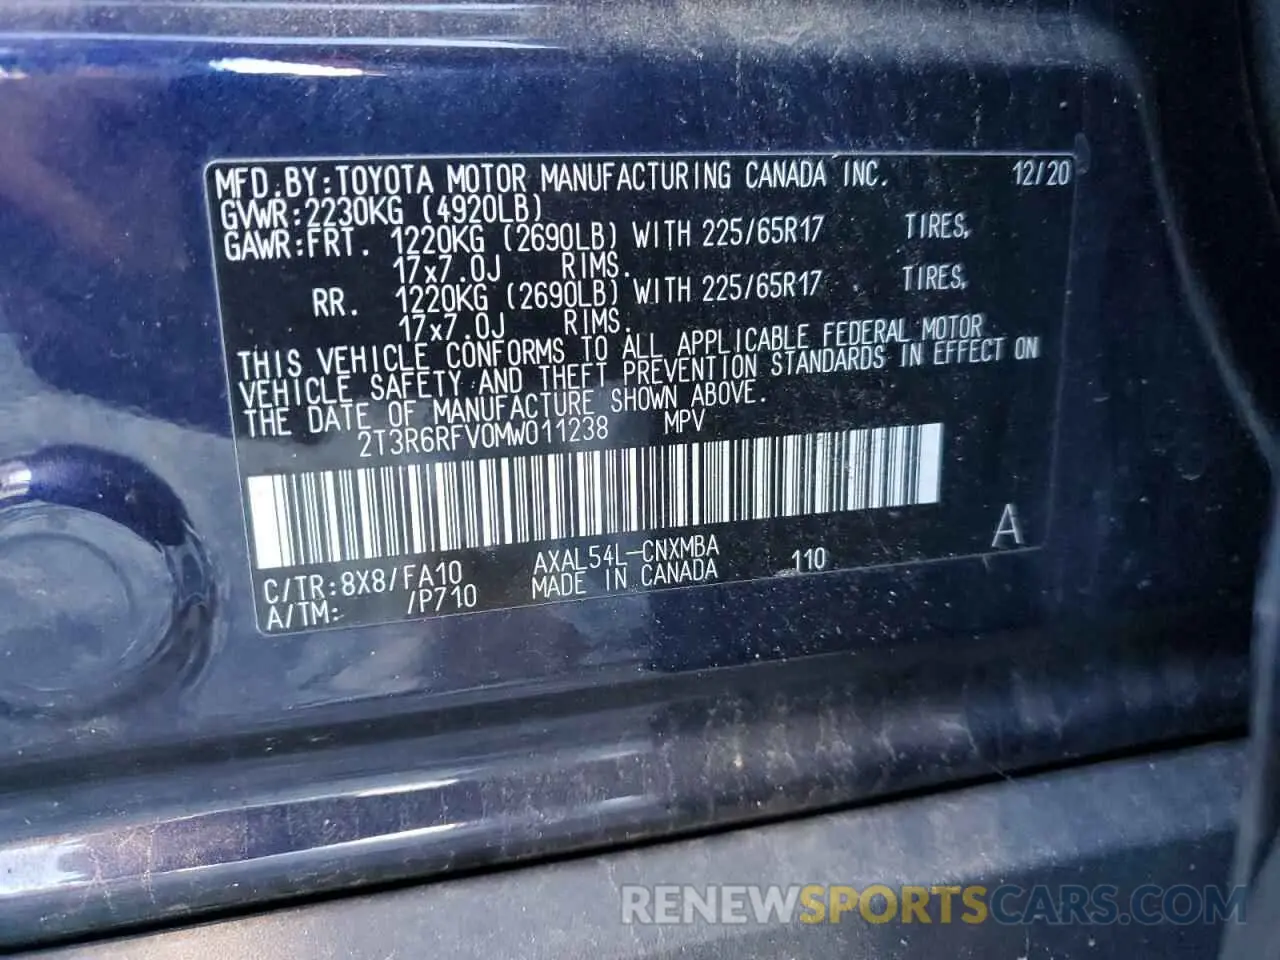 MFD.BY:TOYOTA MOTOR MANUFACTURING CANADA INC. 12/20
GVWR:2230KG (4920LB)
GAWR:FRT. 1220KG (2690LB) WITH 225/65R17 TIRES,
17x7.0J RIMS.
RR. 1220KG (2690LB) WITH 225/65R17 TIRES,
17x7.0J RIMS.
THIS VEHICLE CONFORMS TO ALL APPLICABLE FEDERAL MOTOR
VEHICLE SAFETY AND THEFT PREVENTION STANDARDS IN EFFECT ON
THE DATE OF MANUFACTURE SHOWN ABOVE.
2T3R6RFV0MW011238 MPV
A
C/TR:8X8/FA10 AXAL54L-CNXMBA 110
A/TM: /P710 MADE IN CANADA
RENEWSPORTSCARS.COM